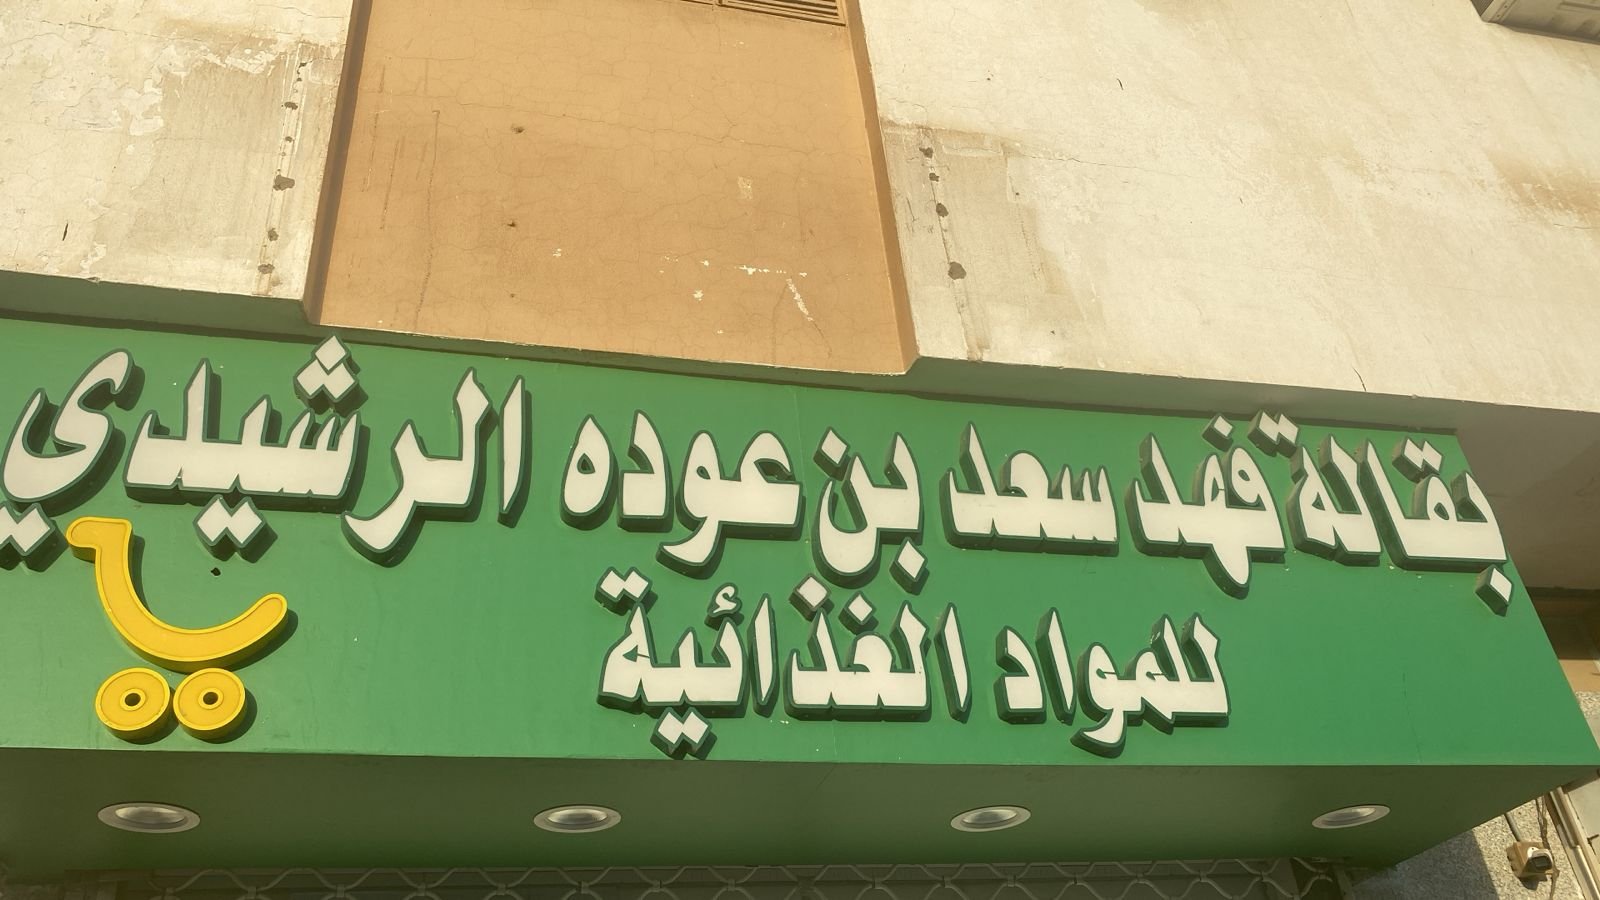 بقالة فهد سعد بن عوده الرشيدي
للمواد الغذائية